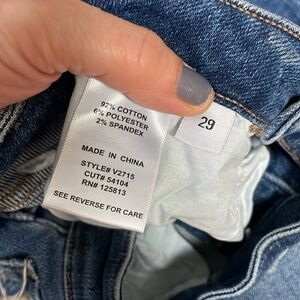 92% COTTON
6% POLYESTER
2% SPANDEX
MADE IN CHINA
STYLE# V2715
CUT# 54104
RN# 125813
SEE REVERSE FOR CARE
29